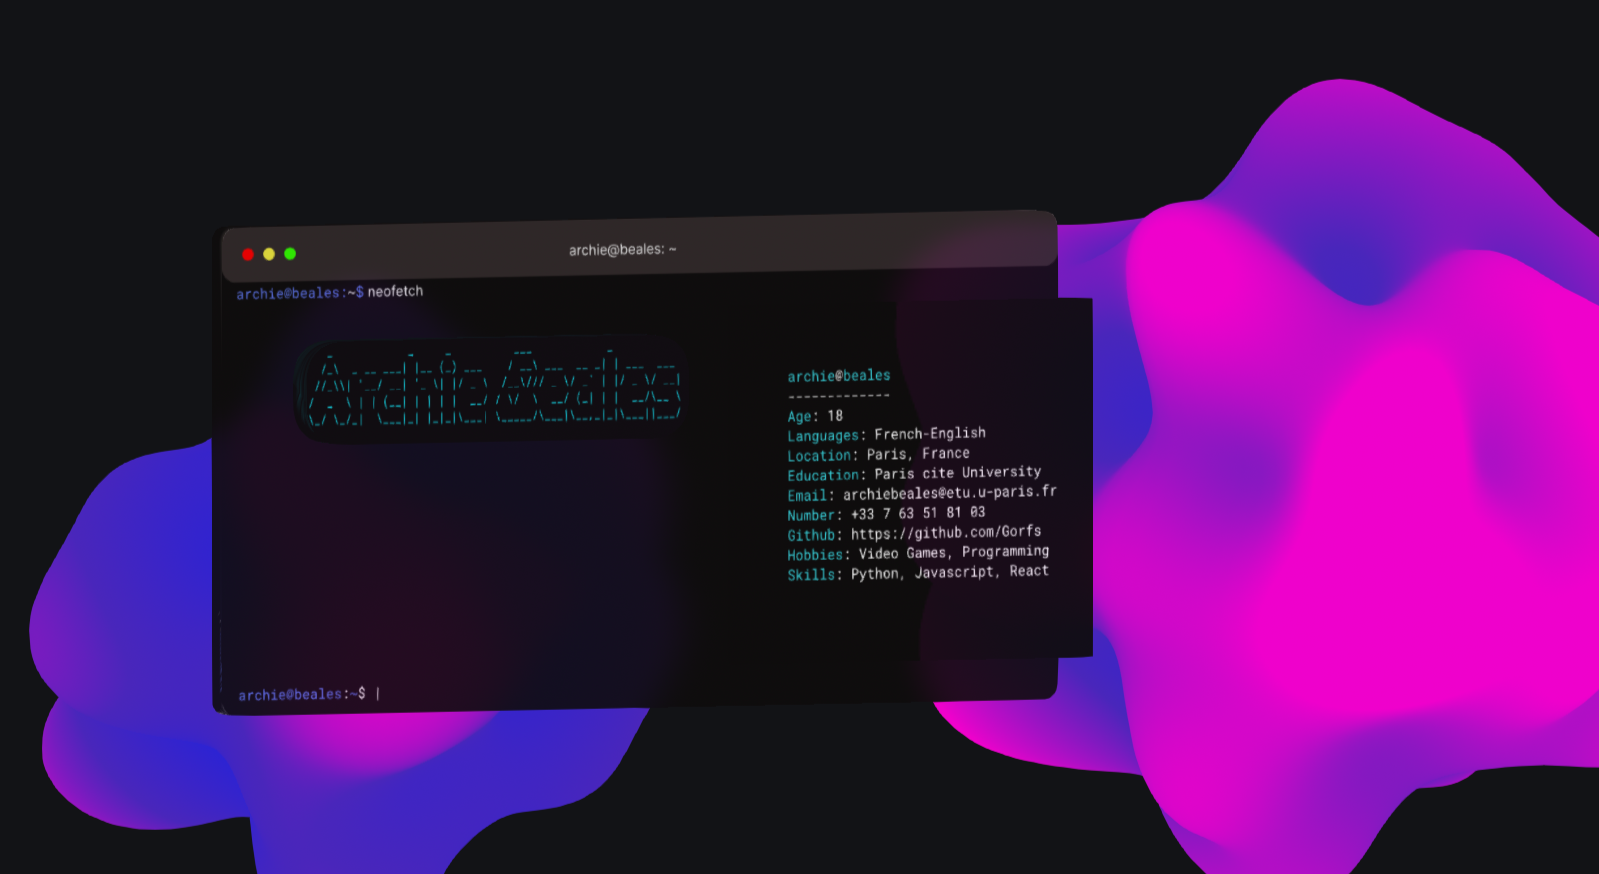 archie@beales: ~
archie@beales:~$ neofetch
Archie Beales
archie@beales
-------------
Age: 18
Languages: French-English
Location: Paris, France
Education: Paris cite University
Email: archiebeales@etu.u-paris.fr
Number: +33 7 63 51 81 03
Github: https://github.com/Gorfs
Hobbies: Video Games, Programming
Skills: Python, Javascript, React
archie@beales:~$ |